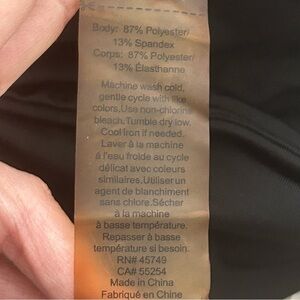 Body: 87% Polyester/
13% Spandex
Corps: 87% Polyester/
13% Élasthanne
Machine wash cold,
gentle cycle with like
colors.Use non-chlorine
bleach.Tumble dry low.
Cool Iron if needed.
Laver à la machine
à l'eau froide au cycle
délicat avec de couleurs
similaires.Utiliser un
agent de blanchiment
sans chlore.Sécher
à la machine
à basse température.
Repasser à basse
température si besoin.
RN# 45749
CA# 55254
Made in China
Fabriqué en Chine